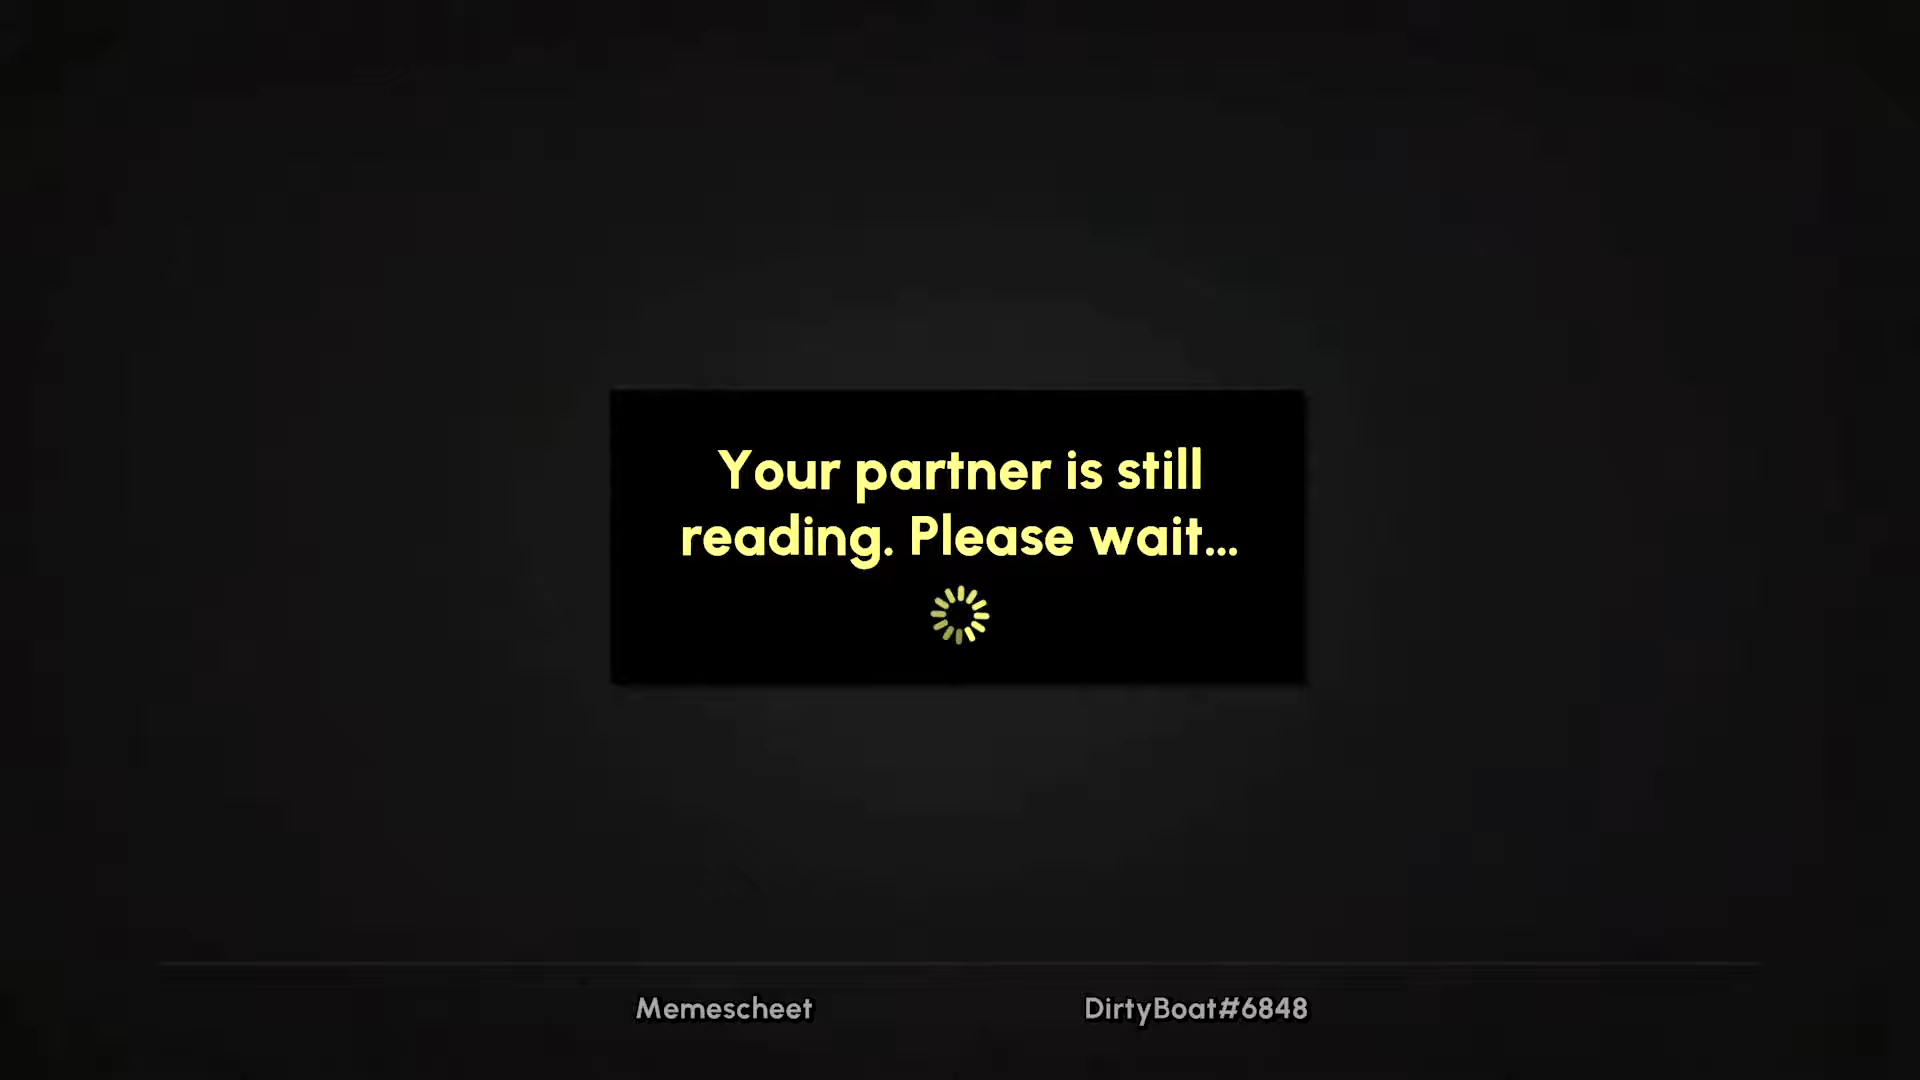 Your partner is still
reading. Please wait...
Memescheet
DirtyBoat#6848